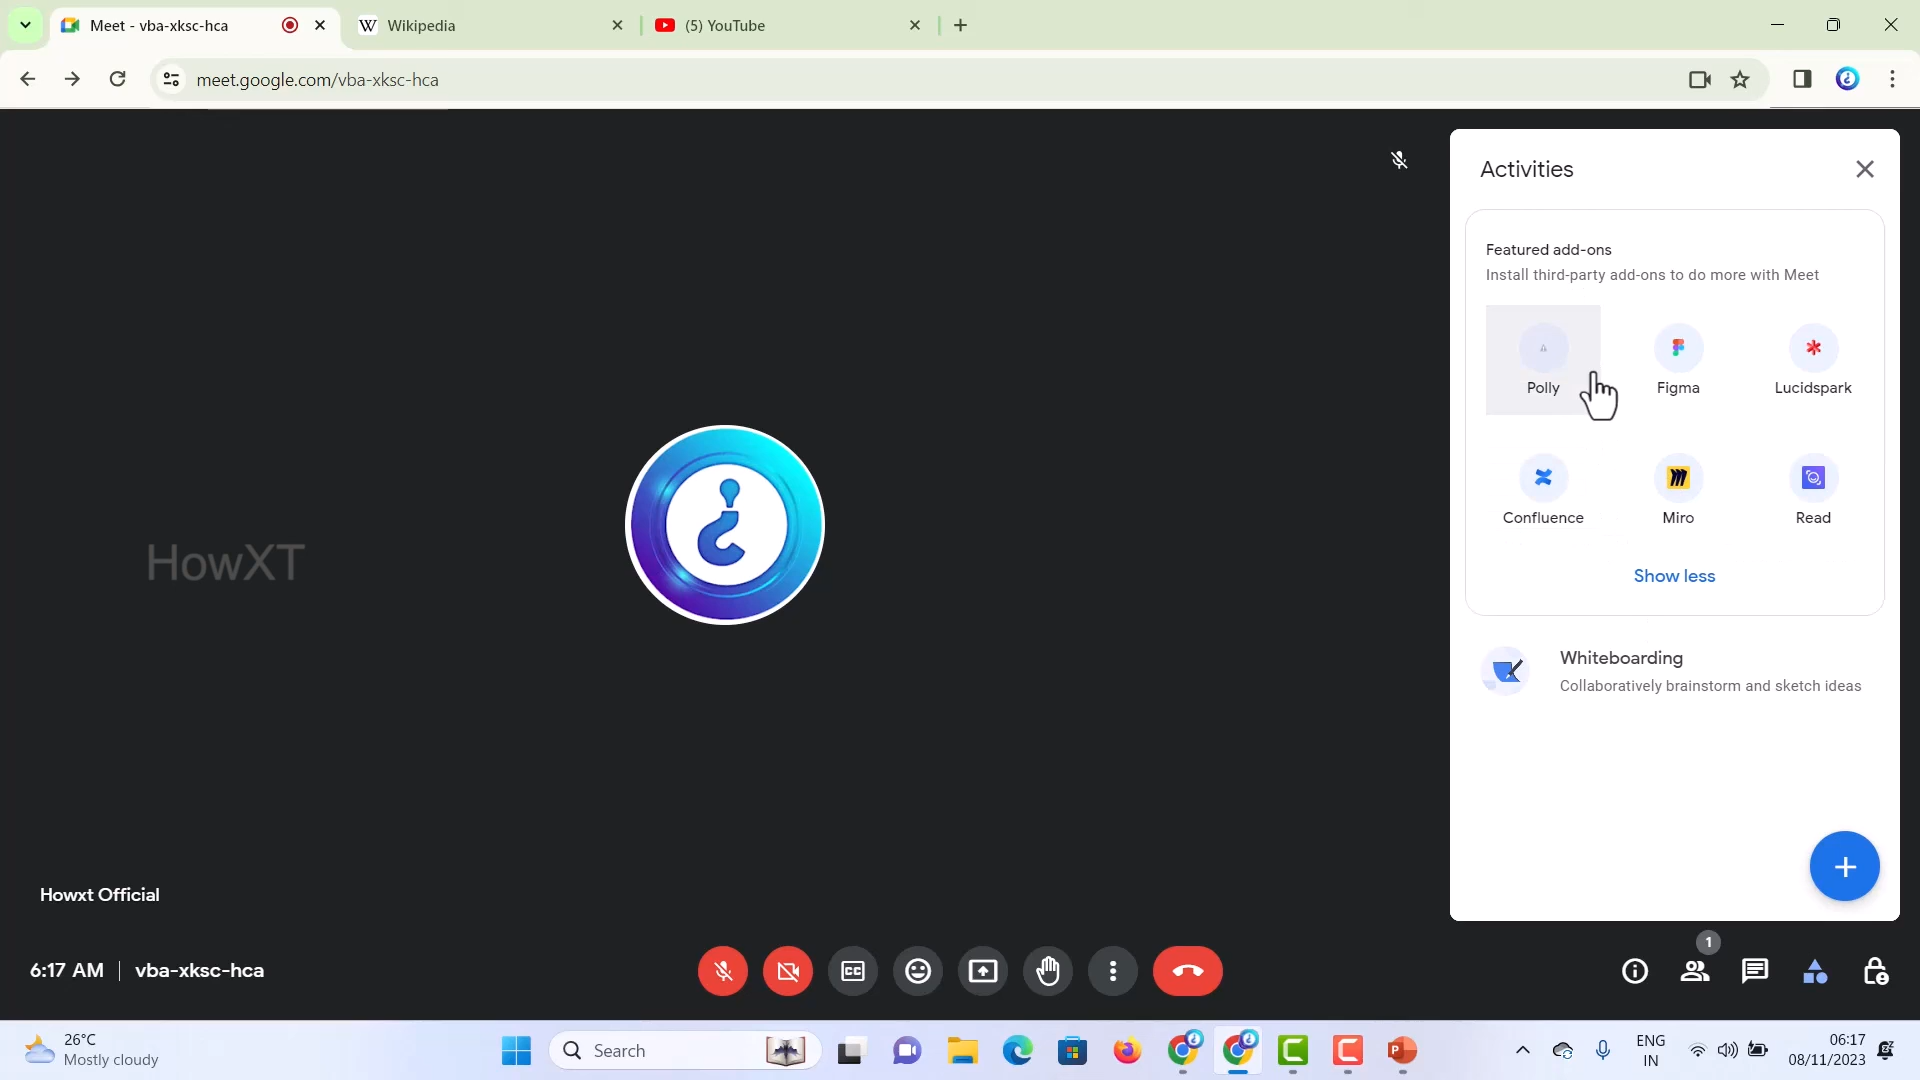 Meet - vba-xksc-hca
W Wikipedia
(5) YouTube
meet.google.com/vba-xksc-hca
Activities
Featured add-ons
Install third-party add-ons to do more with Meet
Polly
Figma
Lucidspark
Confluence
Miro
Read
Show less
Whiteboarding
Collaboratively brainstorm and sketch ideas
HowXT
Howxt Official
6:17 AM | vba-xksc-hca
CC
1
26°C
Mostly cloudy
Search
ENG
IN
06:17
08/11/2023